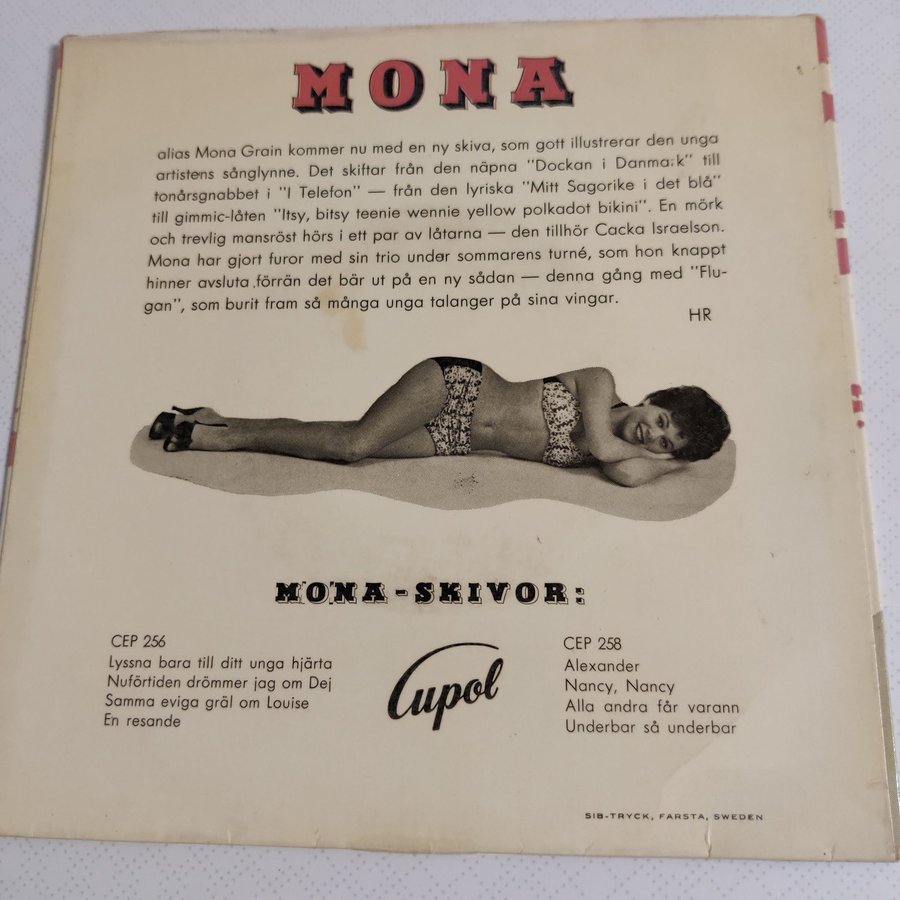 MONA
alias Mona Grain kommer nu med en ny skiva, som gott illustrerar den unga
artistens sånglynne. Det skiftar från den näpna "Dockan i Danma:k" till
tonårsgnabbet i "I Telefon" — från den lyriska "Mitt Sagorike i det blå"
till gimmic-låten "Itsy, bitsy teenie wennie yellow polkadot bikini". En mörk
och trevlig mansröst hörs i ett par av låtarna — den tillhör Cacka Israelson.
Mona har gjort furor med sin trio under sommarens turné, som hon knappt
hinner avsluta förrän det bär ut på en ny sådan — denna gång med "Flu-
gan", som burit fram så många unga talanger på sina vingar.
HR
MONA-SKIVOR:
CEP 256
Lyssna bara till ditt unga hjärta
Nuförtiden drömmer jag om Dej
Samma eviga gräl om Louise
En resande
Cupol
CEP 258
Alexander
Nancy, Nancy
Alla andra får varann
Underbar så underbar
SIB-TRYCK, FARSTA, SWEDEN